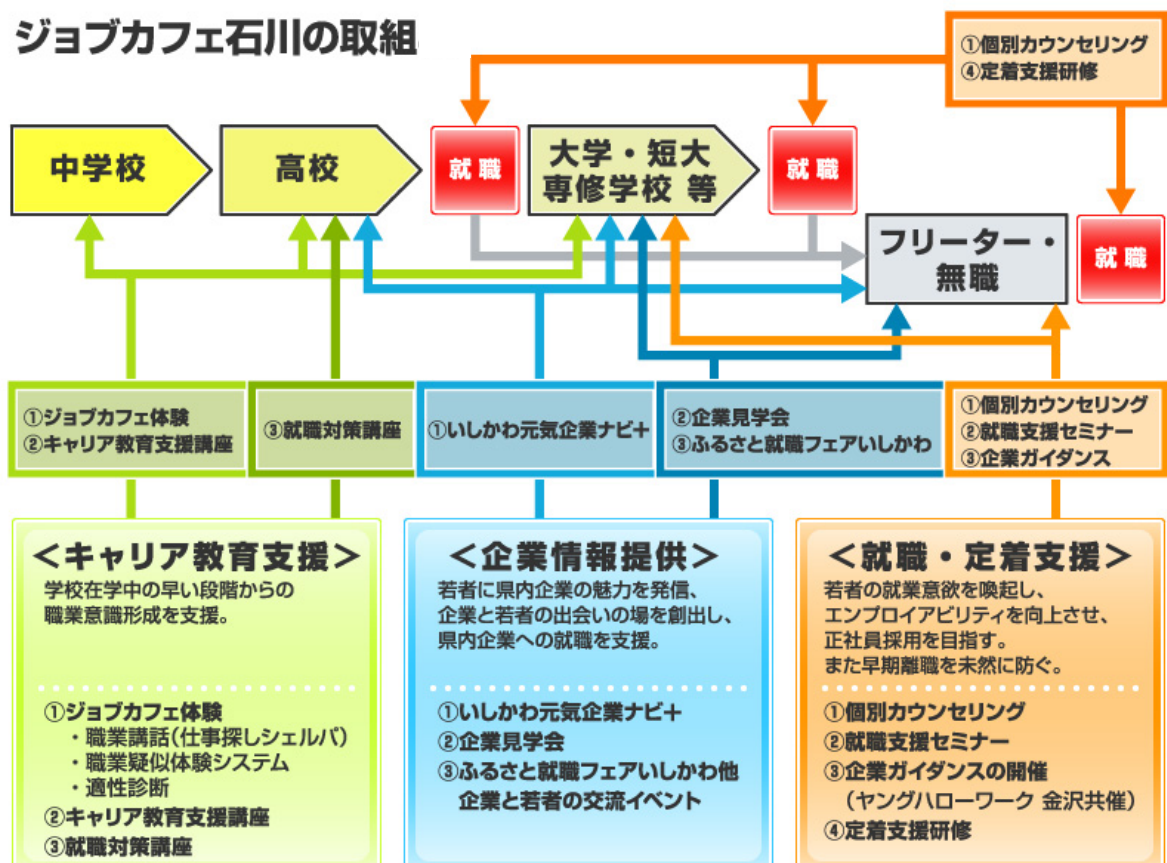 ジョブカフェ石川の取組
①個別カウンセリング
④定着支援研修
中学校
高校
就職
大学・短大
専修学校 等
就職
フリーター・
無職
就職
①ジョブカフェ体験
②キャリア教育支援講座
③就職対策講座
①いしかわ元気企業ナビ+
②企業見学会
③ふるさと就職フェアいしかわ
①個別カウンセリング
②就職支援セミナー
③企業ガイダンス
<キャリア教育支援>
学校在学中の早い段階からの
職業意識形成を支援。
①ジョブカフェ体験
・職業講話(仕事探しシェルパ)
・職業疑似体験システム
・適性診断
②キャリア教育支援講座
③就職対策講座
<企業情報提供>
若者に県内企業の魅力を発信、
企業と若者の出会いの場を創出し、
県内企業への就職を支援。
①いしかわ元気企業ナビ+
②企業見学会
③ふるさと就職フェアいしかわ他
企業と若者の交流イベント
<就職・定着支援>
若者の就業意欲を喚起し、
エンプロイアビリティを向上させ、
正社員採用を目指す。
また早期離職を未然に防ぐ。
①個別カウンセリング
②就職支援セミナー
③企業ガイダンスの開催
(ヤングハローワーク 金沢共催)
④定着支援研修